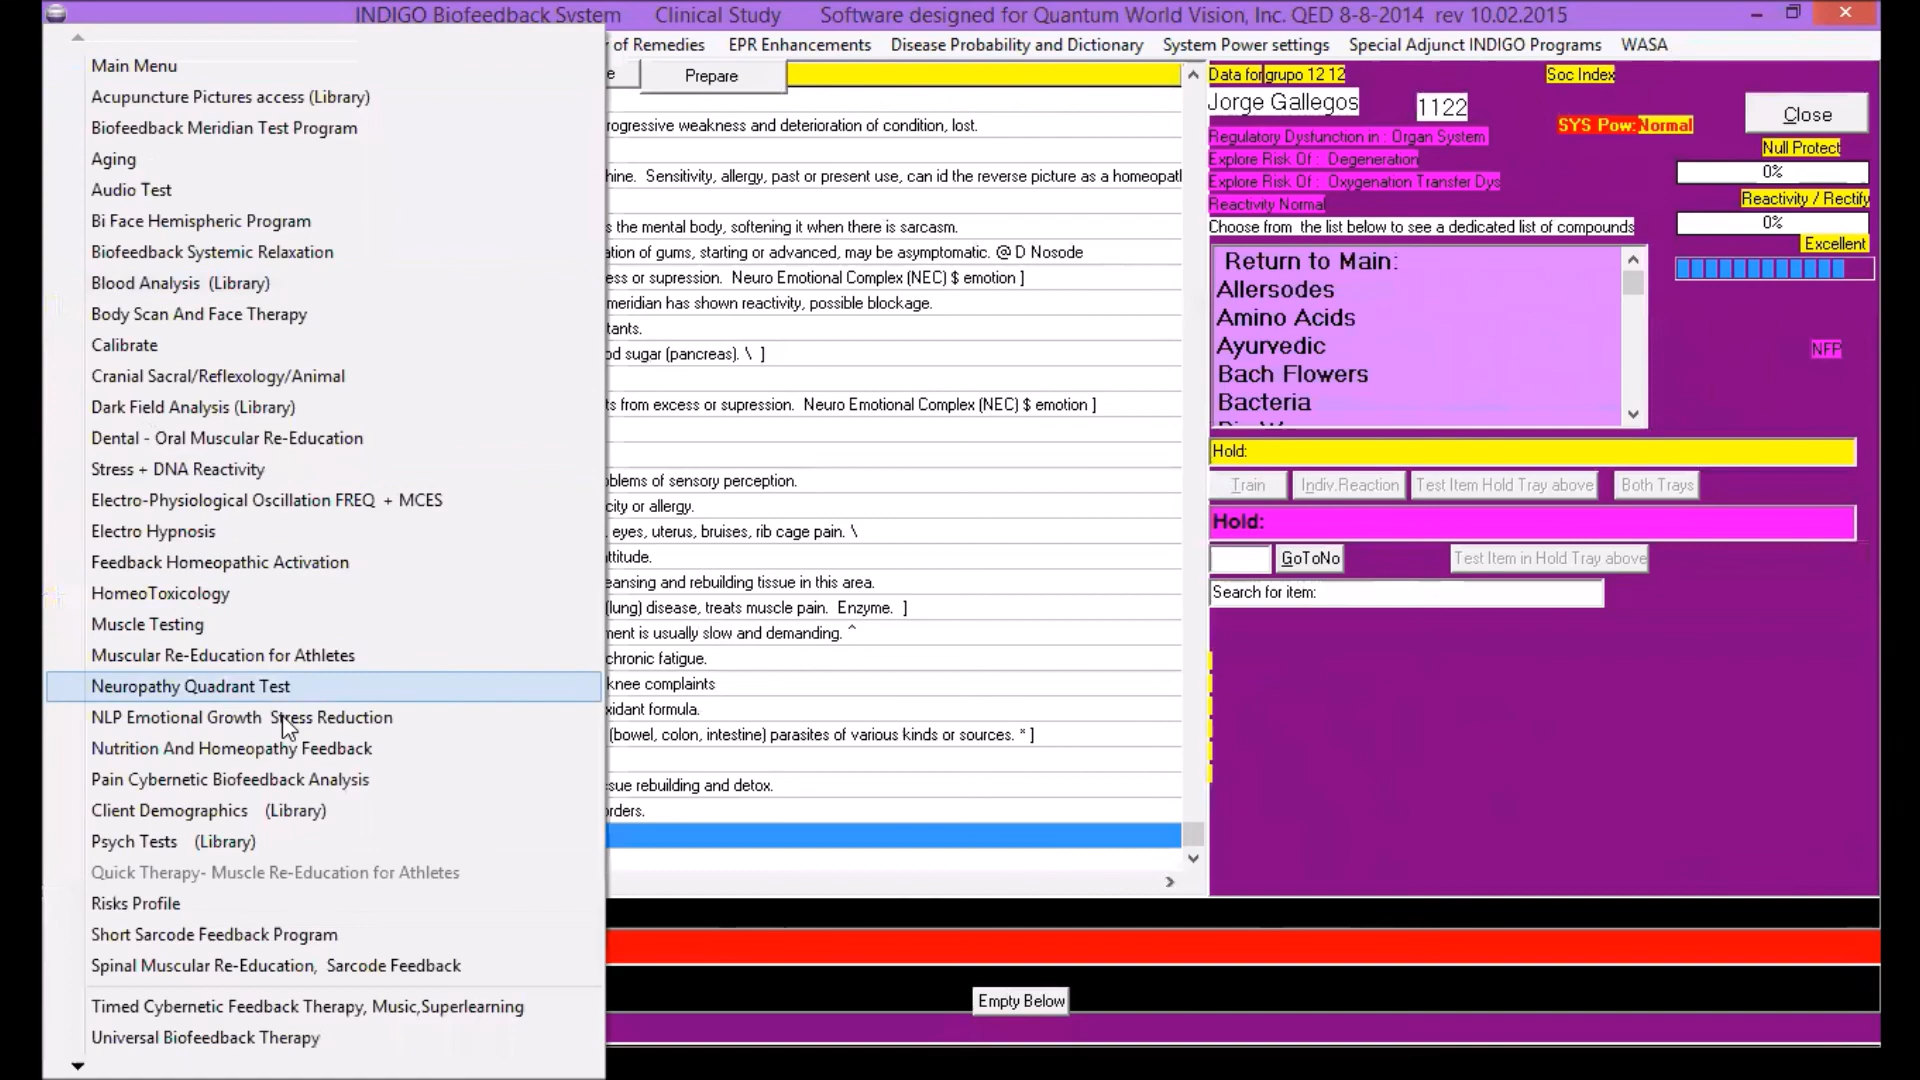 INDIGO Biofeedback System Clinical Study Software designed for Quantum World Vision, Inc. QED 8-8-2014 rev 10.02.2015
of Remedies EPR Enhancements Disease Probability and Dictionary System Power settings Special Adjunct INDIGO Programs WASA
Main Menu
Acupuncture Pictures access (Library)
Biofeedback Meridian Test Program
Aging
Audio Test
Bi Face Hemispheric Program
Biofeedback Systemic Relaxation
Blood Analysis (Library)
Body Scan And Face Therapy
Calibrate
Cranial Sacral/Reflexology/Animal
Dark Field Analysis (Library)
Dental - Oral Muscular Re-Education
Stress + DNA Reactivity
Electro-Physiological Oscillation FREQ + MCES
Electro Hypnosis
Feedback Homeopathic Activation
HomeoToxicology
Muscle Testing
Muscular Re-Education for Athletes
Neuropathy Quadrant Test
NLP Emotional Growth Stress Reduction
Nutrition And Homeopathy Feedback
Pain Cybernetic Biofeedback Analysis
Client Demographics (Library)
Psych Tests (Library)
Quick Therapy- Muscle Re-Education for Athletes
Risks Profile
Short Sarcode Feedback Program
Spinal Muscular Re-Education, Sarcode Feedback
Timed Cybernetic Feedback Therapy, Music,Superlearning
Universal Biofeedback Therapy
Prepare
rogressive weakness and deterioration of condition, lost.
hine. Sensitivity, allergy, past or present use, can id the reverse picture as a homeopatl
s the mental body, softening it when there is sarcasm.
ation of gums, starting or advanced, may be asymptomatic. @ D Nosode
ess or supression. Neuro Emotional Complex (NEC) $ emotion ]
meridian has shown reactivity, possible blockage.
tants.
od sugar (pancreas). \ ]
ts from excess or supression. Neuro Emotional Complex (NEC) $ emotion ]
oblems of sensory perception.
city or allergy.
eyes, uterus, bruises, rib cage pain. \
attitude.
eansing and rebuilding tissue in this area.
(lung) disease, treats muscle pain. Enzyme. ]
ment is usually slow and demanding. ^
chronic fatigue.
knee complaints
xidant formula.
(bowel, colon, intestine) parasites of various kinds or sources. * ]
sue rebuilding and detox.
orders.
Empty Below
Data for grupo 12 12 Soc Index
Jorge Gallegos 1122
SYS Pow:Normal
Close
Regulatory Dysfunction in : Organ System
Explore Risk Of : Degeneration
Explore Risk Of : Oxygenation Transfer Dys
Reactivity Normal
Null Protect
0%
Reactivity / Rectify
0%
Excellent
Choose from the list below to see a dedicated list of compounds
Return to Main:
Allersodes
Amino Acids
Ayurvedic
Bach Flowers
Bacteria
NFP
Hold:
Train Indiv.Reaction Test Item Hold Tray above Both Trays
Hold:
GoToNo Test Item in Hold Tray above
Search for item: